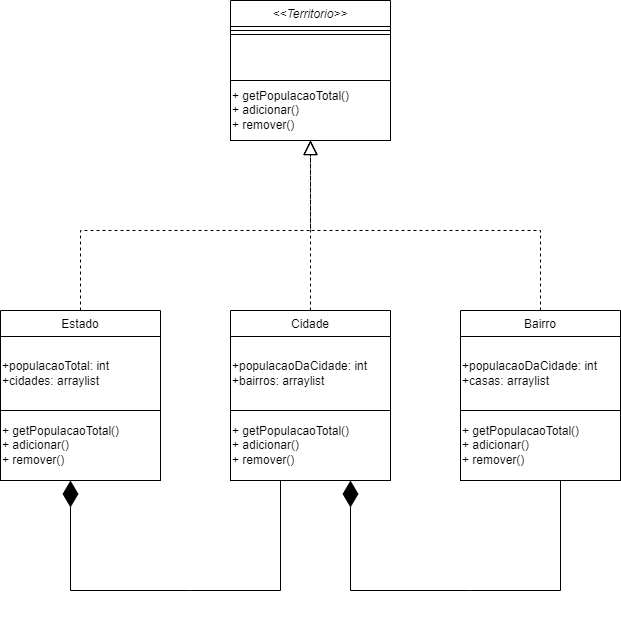 <<Territorio>>
+ getPopulacaoTotal()
+ adicionar()
+ remover()
Estado
+populacaoTotal: int
+cidades: arraylist
+ getPopulacaoTotal()
+ adicionar()
+ remover()
Cidade
+populacaoDaCidade: int
+bairros: arraylist
+ getPopulacaoTotal()
+ adicionar()
+ remover()
Bairro
+populacaoDaCidade: int
+casas: arraylist
+ getPopulacaoTotal()
+ adicionar()
+ remover()